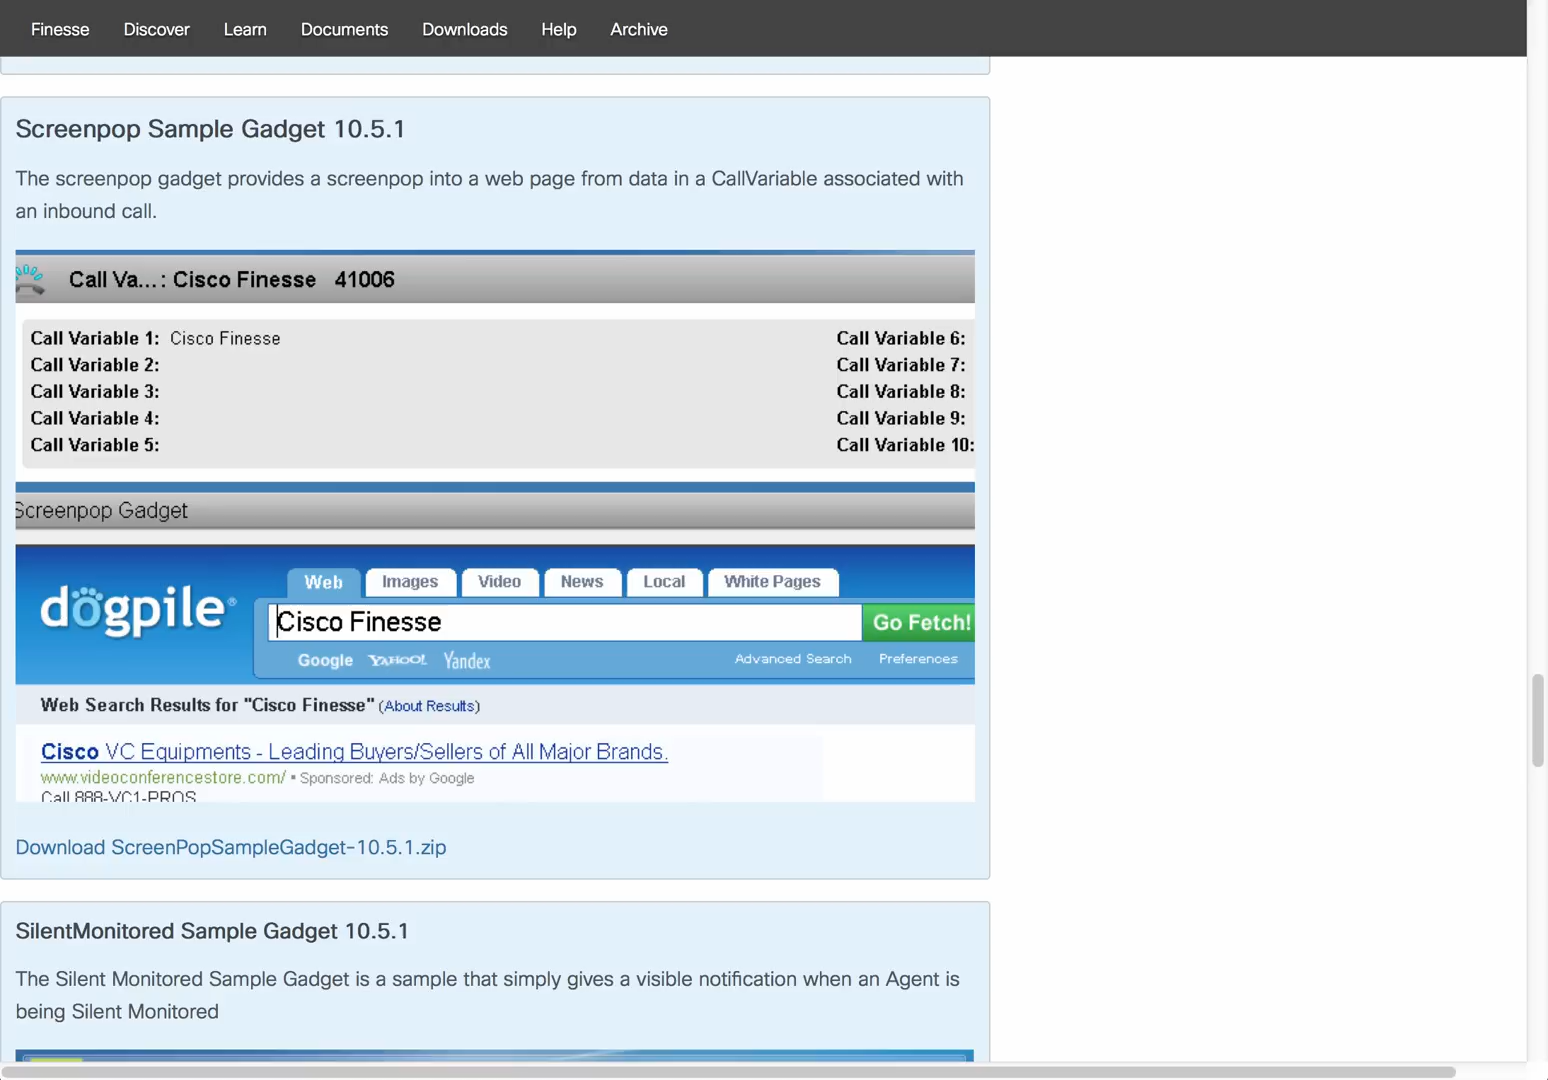 Finesse Discover Learn Documents Downloads Help Archive
Screenpop Sample Gadget 10.5.1
The screenpop gadget provides a screenpop into a web page from data in a CallVariable associated with
an inbound call.
Call Va...: Cisco Finesse 41006
Call Variable 1: Cisco Finesse Call Variable 6:
Call Variable 2: Call Variable 7:
Call Variable 3: Call Variable 8:
Call Variable 4: Call Variable 9:
Call Variable 5: Call Variable 10:
Screenpop Gadget
Web Images Video News Local White Pages
dogpile®
Cisco Finesse Go Fetch!
Google YAHOO! Yandex Advanced Search Preferences
Web Search Results for "Cisco Finesse" (About Results)
Cisco VC Equipments - Leading Buyers/Sellers of All Major Brands.
www.videoconferencestore.com/ • Sponsored: Ads by Google
Call 888-VC1-PROS
Download ScreenPopSampleGadget-10.5.1.zip
SilentMonitored Sample Gadget 10.5.1
The Silent Monitored Sample Gadget is a sample that simply gives a visible notification when an Agent is
being Silent Monitored